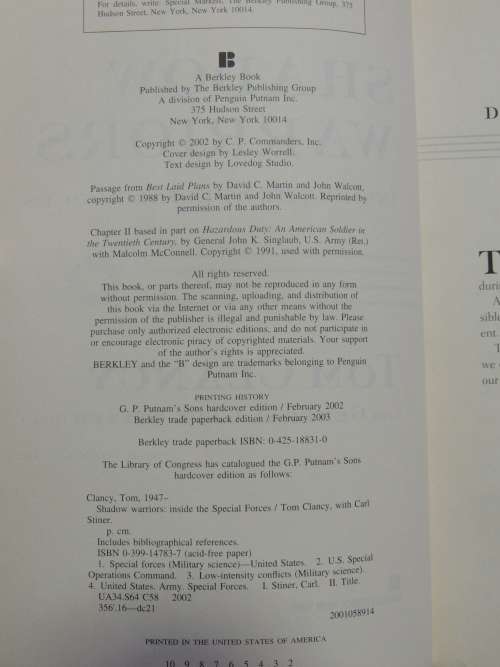 For details, write: Special Markets, The Berkley Publishing Group, 375
Hudson Street, New York, New York 10014.
B
A Berkley Book
Published by The Berkley Publishing Group
A division of Penguin Putnam Inc.
375 Hudson Street
New York, New York 10014
Copyright © 2002 by C. P. Commanders, Inc.
Cover design by Lesley Worrell.
Text design by Lovedog Studio.
Passage from Best Laid Plans by David C. Martin and John Walcott,
copyright © 1988 by David C. Martin and John Walcott. Reprinted by
permission of the authors.
Chapter II based in part on Hazardous Duty: An American Soldier in
the Twentieth Century, by General John K. Singlaub, U.S. Army (Ret.)
with Malcolm McConnell. Copyright © 1991, used with permission.
All rights reserved.
This book, or parts thereof, may not be reproduced in any form
without permission. The scanning, uploading, and distribution of
this book via the Internet or via any other means without the
permission of the publisher is illegal and punishable by law. Please
purchase only authorized electronic editions, and do not participate in
or encourage electronic piracy of copyrighted materials. Your support
of the author's rights is appreciated.
BERKLEY and the "B" design are trademarks belonging to Penguin
Putnam Inc.
PRINTING HISTORY
G. P. Putnam's Sons hardcover edition / February 2002
Berkley trade paperback edition / February 2003
Berkley trade paperback ISBN: 0-425-18831-0
The Library of Congress has catalogued the G.P. Putnam's Sons
hardcover edition as follows:
Clancy, Tom, 1947–
Shadow warriors: inside the Special Forces / Tom Clancy, with Carl
Stiner.
p. cm.
Includes bibliographical references.
ISBN 0-399-14783-7 (acid-free paper)
1. Special forces (Military science)—United States. 2. U.S. Special
Operations Command. 3. Low-intensity conflicts (Military science).
4. United States. Army. Special Forces. I. Stiner, Carl. II. Title.
UA34.S64 C58 2002
356'.16—dc21
2001058914
PRINTED IN THE UNITED STATES OF AMERICA
10 9 8 7 6 5 4 3 2
D
T
durin
A
sible
ent.
T
we
our